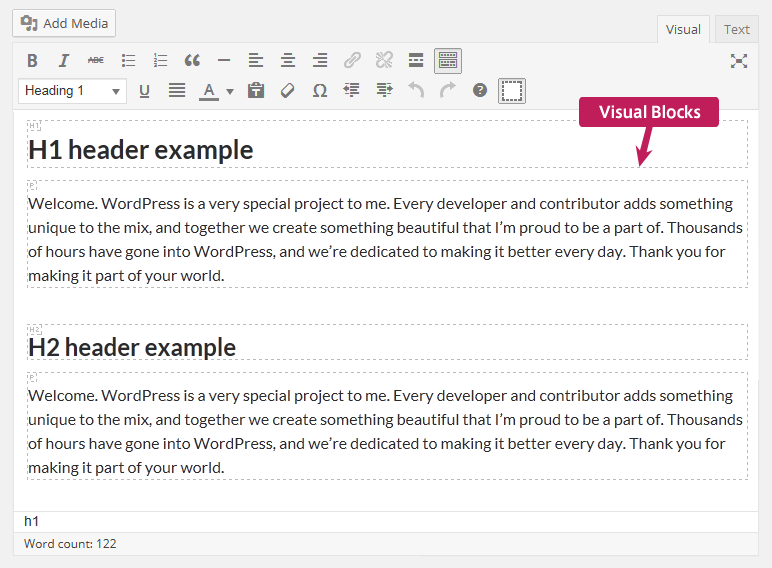 Add Media
Visual Text
B I ABC
Heading 1 U A Ω ?
Visual Blocks
H1
H1 header example
P
Welcome. WordPress is a very special project to me. Every developer and contributor adds something
unique to the mix, and together we create something beautiful that I’m proud to be a part of. Thousands
of hours have gone into WordPress, and we’re dedicated to making it better every day. Thank you for
making it part of your world.
H2
H2 header example
P
Welcome. WordPress is a very special project to me. Every developer and contributor adds something
unique to the mix, and together we create something beautiful that I’m proud to be a part of. Thousands
of hours have gone into WordPress, and we’re dedicated to making it better every day. Thank you for
making it part of your world.
h1
Word count: 122